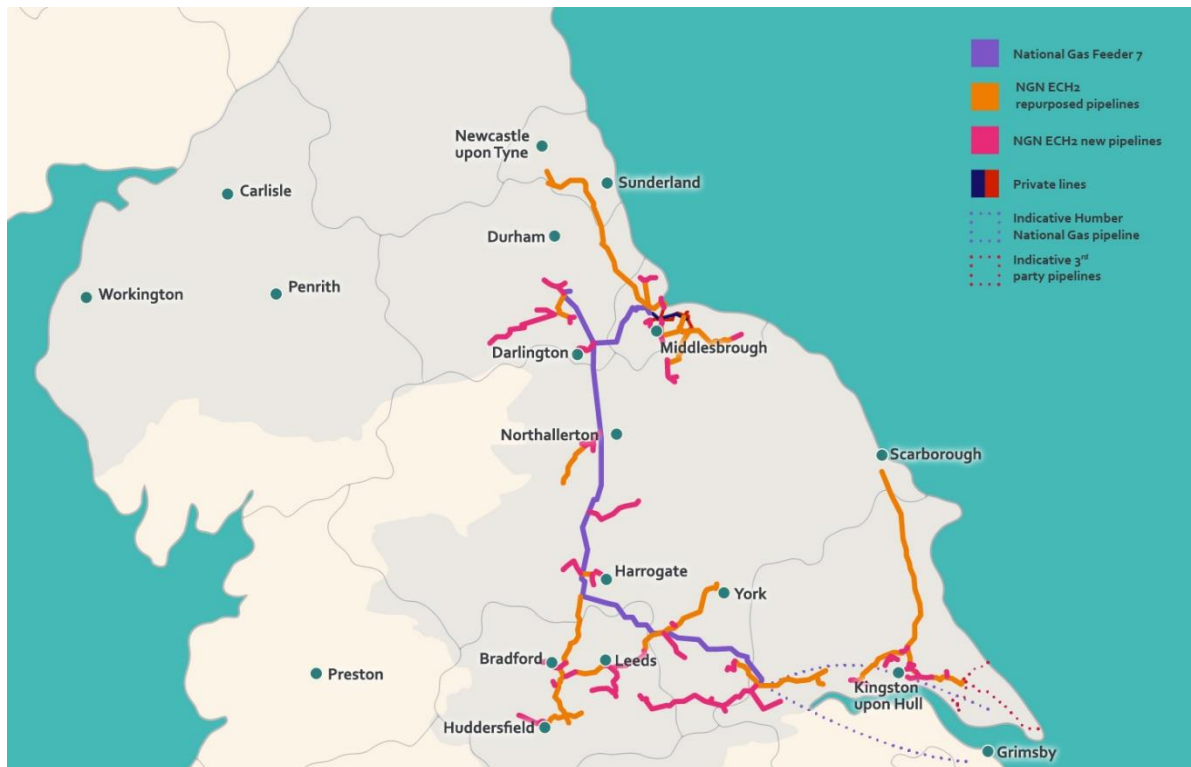 National Gas Feeder 7
NGN ECH2
repurposed pipelines
NGN ECH2 new pipelines
Private lines
Indicative Humber
National Gas pipeline
Indicative 3rd
party pipelines
Newcastle
upon Tyne
Carlisle
Sunderland
Durham
Workington
Penrith
Darlington
Middlesbrough
Northallerton
Scarborough
Harrogate
York
Bradford
Leeds
Preston
Kingston
upon Hull
Huddersfield
Grimsby